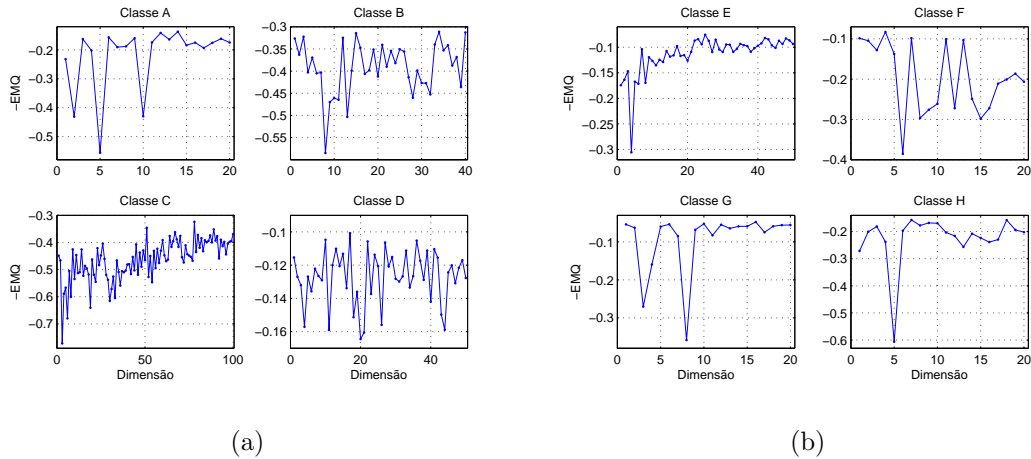 Classe A
−0.2
−0.3
−0.4
−0.5
0 5 10 15 20
−EMQ
Classe B
−0.3
−0.35
−0.4
−0.45
−0.5
−0.55
0 10 20 30 40
Classe C
−0.3
−0.4
−0.5
−0.6
−0.7
0 50 100
−EMQ
Dimensão
Classe D
−0.1
−0.12
−0.14
−0.16
0 20 40
Dimensão
(a)
Classe E
−0.1
−0.15
−0.2
−0.25
−0.3
0 10 20 30 40
−EMQ
Classe F
−0.1
−0.2
−0.3
−0.4
0 5 10 15 20
Classe G
−0.1
−0.2
−0.3
0 5 10 15 20
−EMQ
Dimensão
Classe H
−0.2
−0.3
−0.4
−0.5
−0.6
0 5 10 15 20
Dimensão
(b)